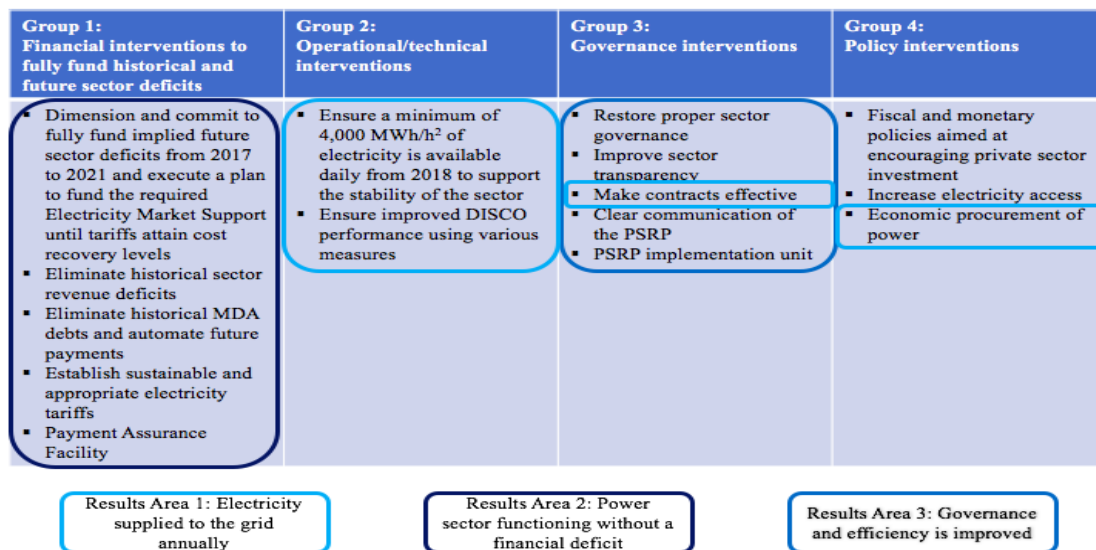 Group 1:
Financial interventions to
fully fund historical and
future sector deficits
Group 2:
Operational/technical
interventions
Group 3:
Governance interventions
Group 4:
Policy interventions
▪ Dimension and commit to
fully fund implied future
sector deficits from 2017
to 2021 and execute a plan
to fund the required
Electricity Market Support
until tariffs attain cost
recovery levels
▪ Eliminate historical sector
revenue deficits
▪ Eliminate historical MDA
debts and automate future
payments
▪ Establish sustainable and
appropriate electricity
tariffs
▪ Payment Assurance
Facility
▪ Ensure a minimum of
4,000 MWh/h² of
electricity is available
daily from 2018 to support
the stability of the sector
▪ Ensure improved DISCO
performance using various
measures
▪ Restore proper sector
governance
▪ Improve sector
transparency
▪ Make contracts effective
▪ Clear communication of
the PSRP
▪ PSRP implementation unit
▪ Fiscal and monetary
policies aimed at
encouraging private sector
investment
▪ Increase electricity access
▪ Economic procurement of
power
Results Area 1: Electricity
supplied to the grid
annually
Results Area 2: Power
sector functioning without a
financial deficit
Results Area 3: Governance
and efficiency is improved